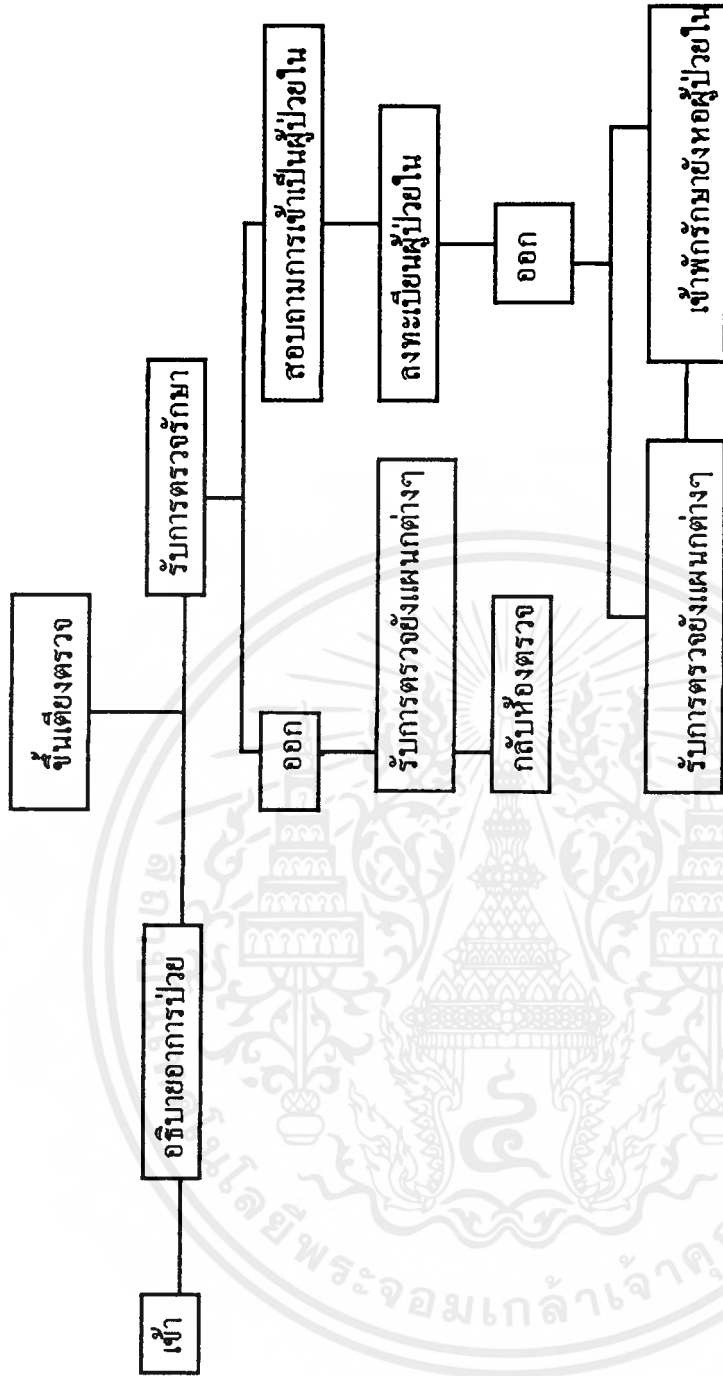 เข้า
อธิบายอาการป่วย
ขึ้นเตียงตรวจ
รับการตรวจรักษา
ออก
รับการตรวจยังแผนกต่างๆ
กลับห้องตรวจ
สอบถามการเข้าเป็นผู้ป่วยใน
ลงทะเบียนผู้ป่วยใน
ออก
รับการตรวจยังแผนกต่างๆ
เข้าพักรักษายังหอผู้ป่วยใน